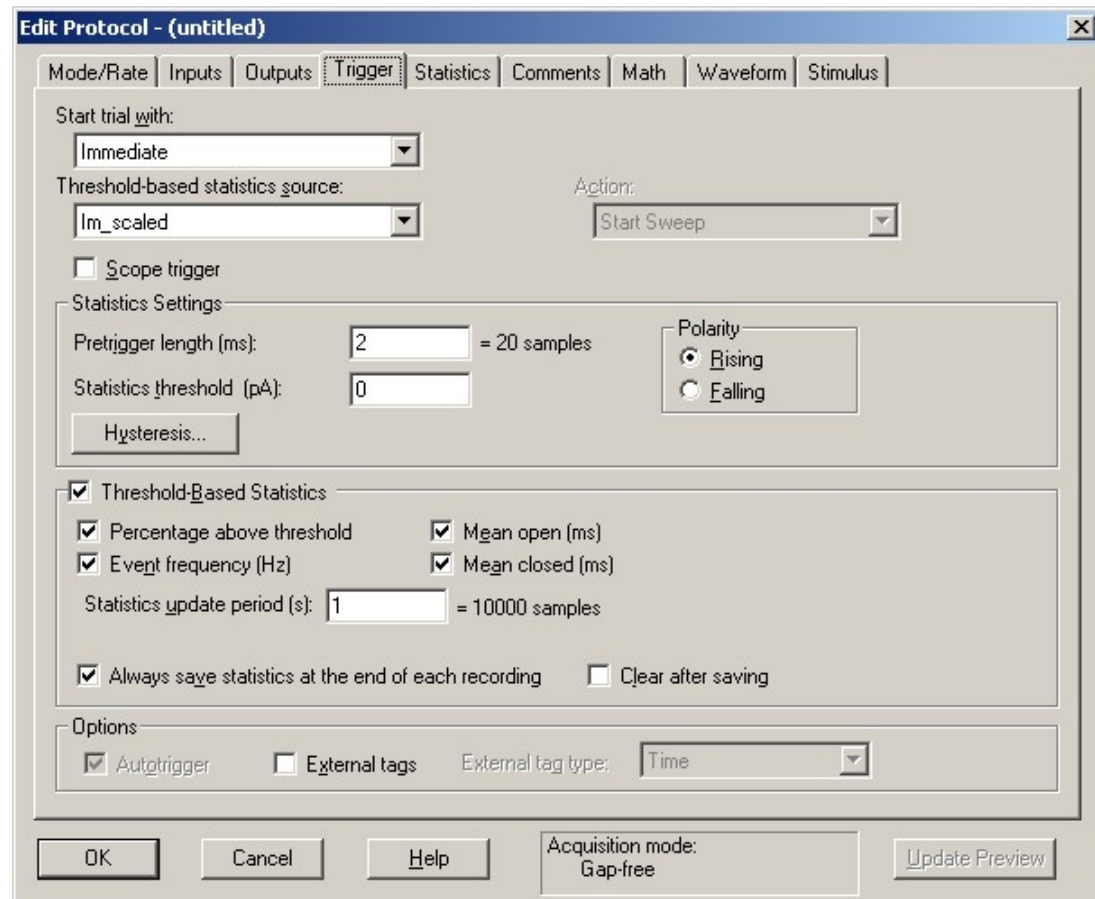 Edit Protocol - (untitled)
Mode/Rate Inputs Outputs Trigger Statistics Comments Math Waveform Stimulus
Start trial with:
Immediate
Threshold-based statistics source:
Action:
Im_scaled
Start Sweep
Scope trigger
Statistics Settings
Pretrigger length (ms): 2 = 20 samples
Statistics threshold (pA): 0
Hysteresis...
Polarity
Rising
Falling
Threshold-Based Statistics
Percentage above threshold Mean open (ms)
Event frequency (Hz) Mean closed (ms)
Statistics update period (s): 1 = 10000 samples
Always save statistics at the end of each recording Clear after saving
Options
Autotrigger External tags External tag type: Time
OK Cancel Help
Acquisition mode:
Gap-free
Update Preview